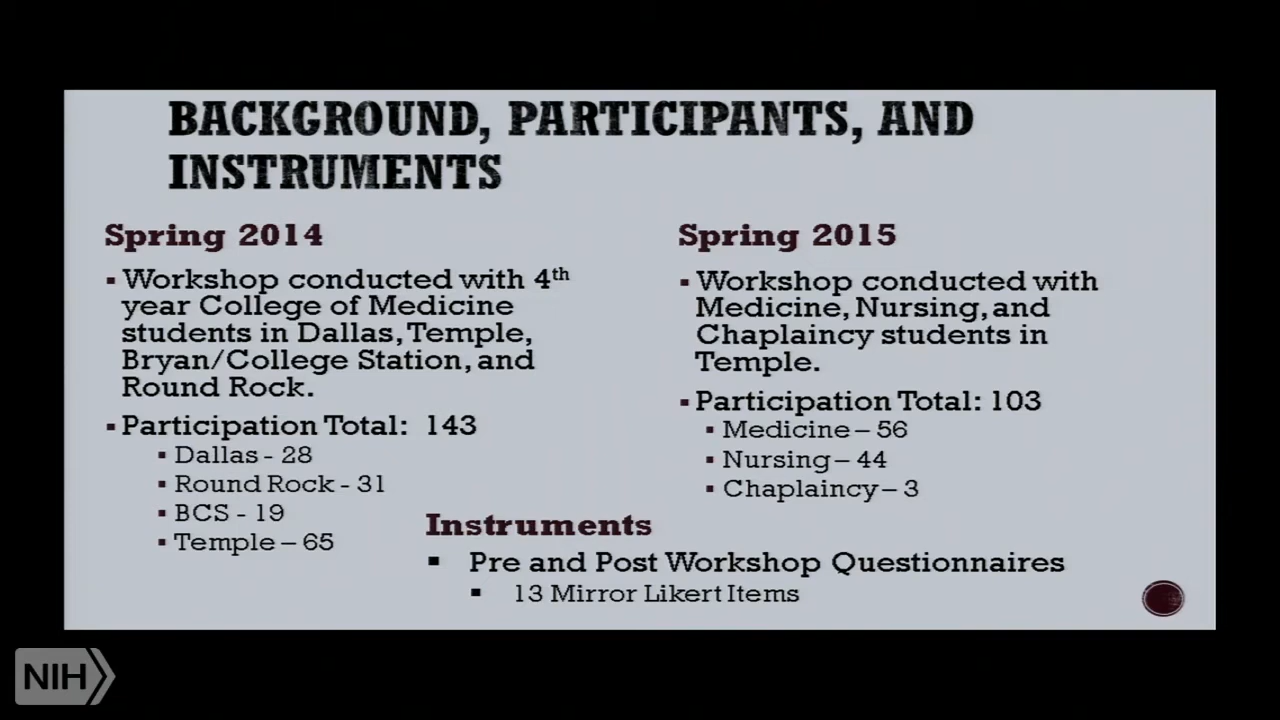 BACKGROUND, PARTICIPANTS, AND
INSTRUMENTS
Spring 2014
▪ Workshop conducted with 4th
year College of Medicine
students in Dallas, Temple,
Bryan/College Station, and
Round Rock.
▪ Participation Total: 143
▪ Dallas - 28
▪ Round Rock - 31
▪ BCS - 19
▪ Temple – 65
Spring 2015
▪ Workshop conducted with
Medicine, Nursing, and
Chaplaincy students in
Temple.
▪ Participation Total: 103
▪ Medicine – 56
▪ Nursing – 44
▪ Chaplaincy – 3
Instruments
▪ Pre and Post Workshop Questionnaires
▪ 13 Mirror Likert Items
NIH